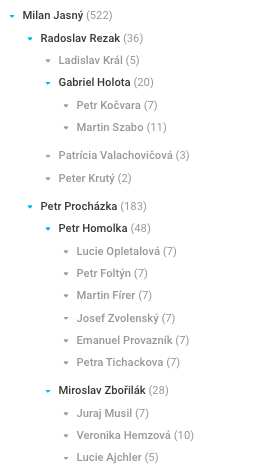 Milan Jasný (522)
Radoslav Rezak (36)
Ladislav Král (5)
Gabriel Holota (20)
Petr Kočvara (7)
Martin Szabo (11)
Patrícia Valachovičová (3)
Peter Krutý (2)
Petr Procházka (183)
Petr Homolka (48)
Lucie Opletalová (7)
Petr Foltýn (7)
Martin Fírer (7)
Josef Zvolenský (7)
Emanuel Provazník (7)
Petra Tichackova (7)
Miroslav Zbořilák (28)
Juraj Musil (7)
Veronika Hemzová (10)
Lucie Ajchler (5)